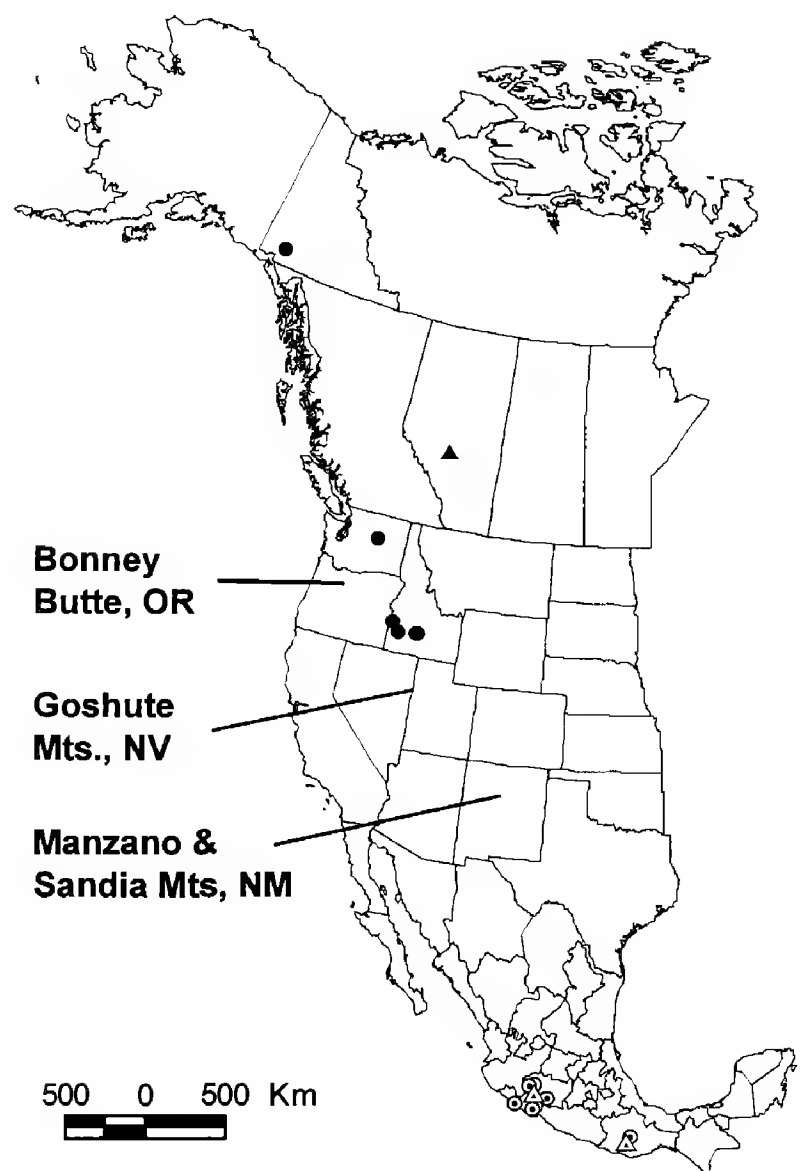 Bonney
Butte, OR
Goshute
Mts., NV
Manzano &
Sandia Mts, NM
500 0 500 Km